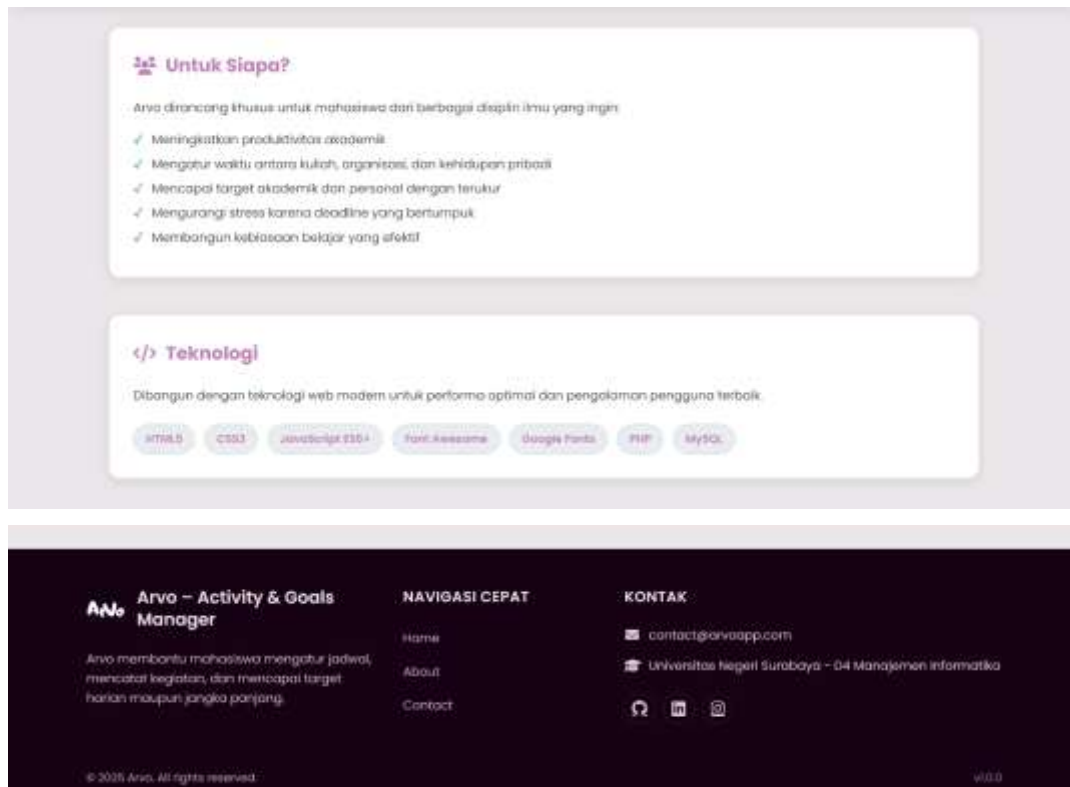 Untuk Siapa?
Arvo dirancang khusus untuk mahasiswa dari berbagai disiplin ilmu yang ingin:
✓ Meningkatkan produktivitas akademik
✓ Mengatur waktu antara kuliah, organisasi, dan kehidupan pribadi
✓ Mencapai target akademik dan personal dengan terukur
✓ Mengurangi stress karena deadline yang bertumpuk
✓ Membangun kebiasaan belajar yang efektif
</> Teknologi
Dibangun dengan teknologi web modern untuk performa optimal dan pengalaman pengguna terbaik.
HTML5 CSS3 JavaScript ES6+ Font Awesome Google Fonts PHP MySQL
Arvo
Arvo – Activity & Goals
Manager
Arvo membantu mahasiswa mengatur jadwal,
mencatat kegiatan, dan mencapai target
harian maupun jangka panjang.
NAVIGASI CEPAT
Home
About
Contact
KONTAK
contact@arvoapp.com
Universitas Negeri Surabaya – D4 Manajemen Informatika
© 2025 Arvo. All rights reserved.
v1.0.0